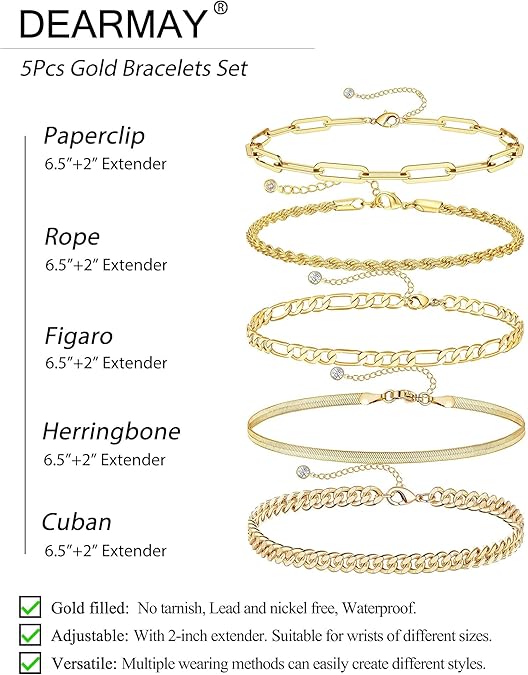 DEARMAY®
5Pcs Gold Bracelets Set
Paperclip
6.5”+2” Extender
Rope
6.5”+2” Extender
Figaro
6.5”+2” Extender
Herringbone
6.5”+2” Extender
Cuban
6.5”+2” Extender
Gold filled: No tarnish, Lead and nickel free, Waterproof.
Adjustable: With 2-inch extender. Suitable for wrists of different sizes.
Versatile: Multiple wearing methods can easily create different styles.